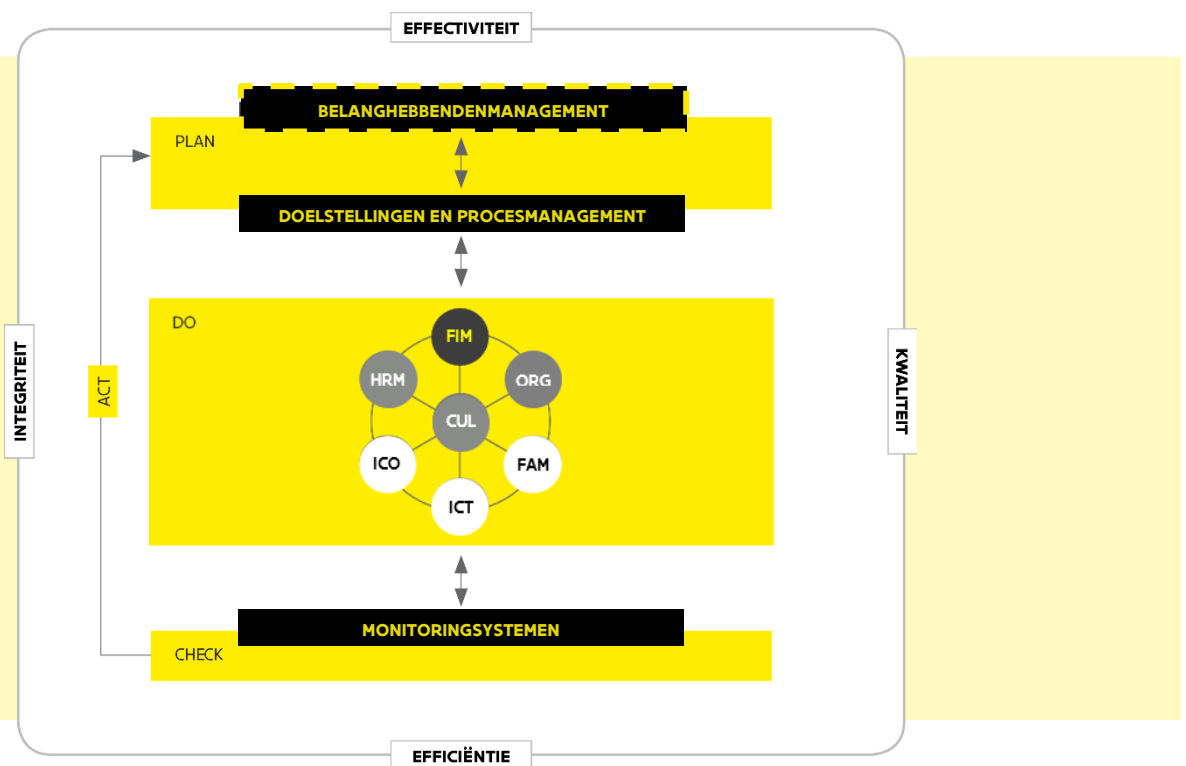 EFFECTIVITEIT
BELANGHEBBENDENMANAGEMENT
PLAN
DOELSTELLINGEN EN PROCESMANAGEMENT
DO
FIM
HRM
ORG
CUL
ICO
FAM
ICT
INTEGRITEIT
ACT
KWALITEIT
MONITORINGSYSTEMEN
CHECK
EFFICIËNTIE